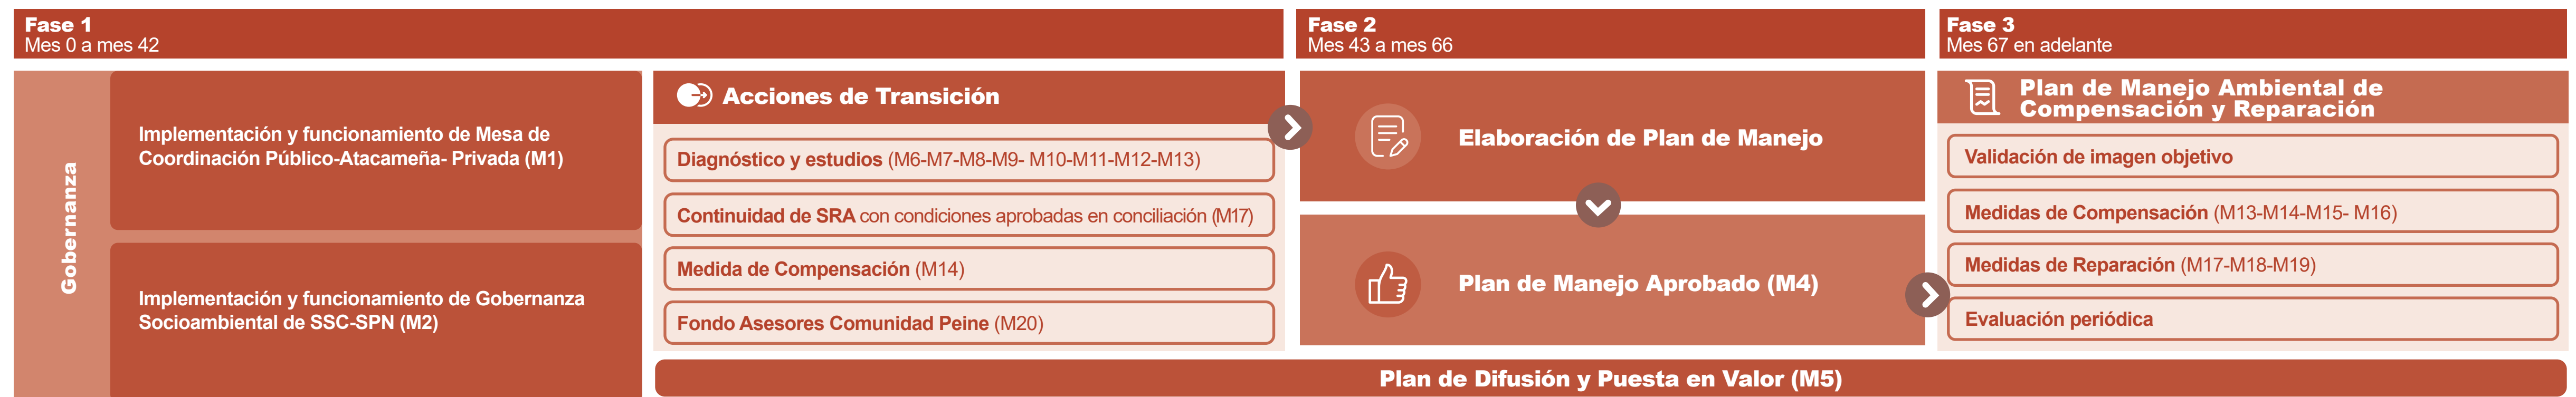 Fase 1
Mes 0 a mes 42
Gobernanza
Implementación y funcionamiento de Mesa de
Coordinación Público-Atacameña- Privada (M1)
Implementación y funcionamiento de Gobernanza
Socioambiental de SSC-SPN (M2)
Acciones de Transición
Diagnóstico y estudios (M6-M7-M8-M9- M10-M11-M12-M13)
Continuidad de SRA con condiciones aprobadas en conciliación (M17)
Medida de Compensación (M14)
Fondo Asesores Comunidad Peine (M20)
Fase 2
Mes 43 a mes 66
Elaboración de Plan de Manejo
Plan de Manejo Aprobado (M4)
Fase 3
Mes 67 en adelante
Plan de Manejo Ambiental de
Compensación y Reparación
Validación de imagen objetivo
Medidas de Compensación (M13-M14-M15- M16)
Medidas de Reparación (M17-M18-M19)
Evaluación periódica
Plan de Difusión y Puesta en Valor (M5)